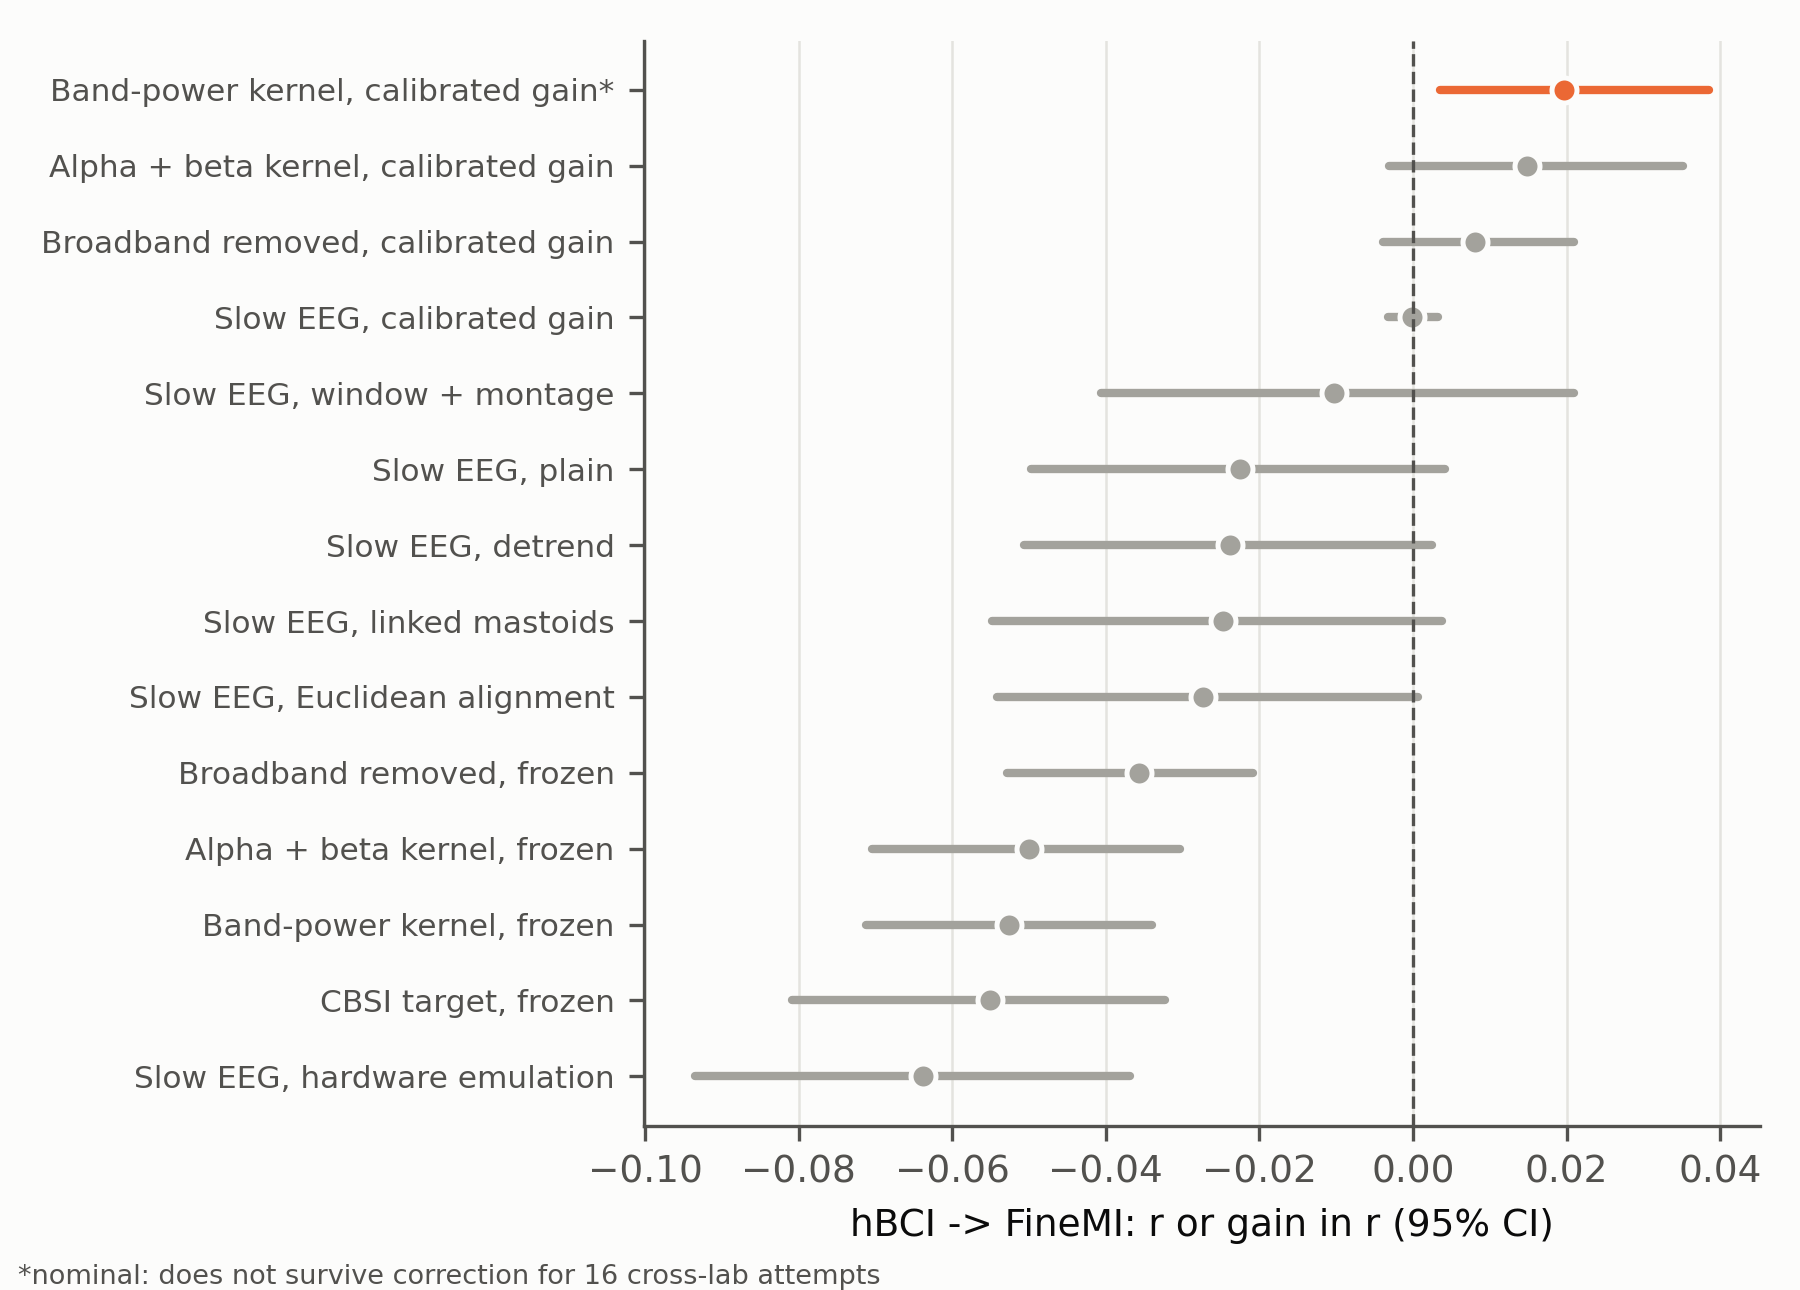 Band-power kernel, calibrated gain*
Alpha + beta kernel, calibrated gain
Broadband removed, calibrated gain
Slow EEG, calibrated gain
Slow EEG, window + montage
Slow EEG, plain
Slow EEG, detrend
Slow EEG, linked mastoids
Slow EEG, Euclidean alignment
Broadband removed, frozen
Alpha + beta kernel, frozen
Band-power kernel, frozen
CBSI target, frozen
Slow EEG, hardware emulation
−0.10 −0.08 −0.06 −0.04 −0.02 0.00 0.02 0.04
hBCI -> FineMI: r or gain in r (95% CI)
*nominal: does not survive correction for 16 cross-lab attempts